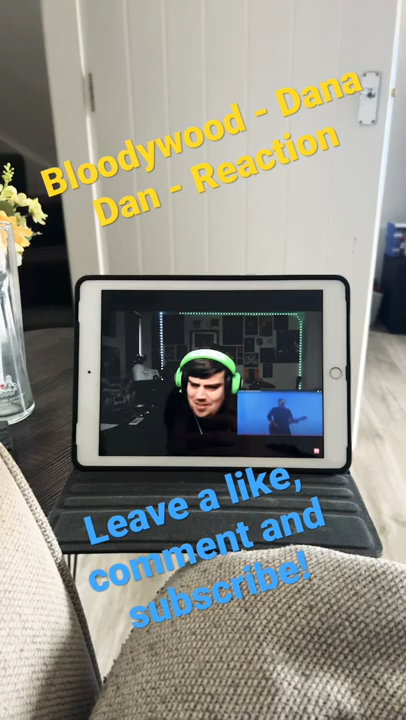 Bloodywood - Dana
Dan - Reaction
Leave a like,
comment and
subscribe!